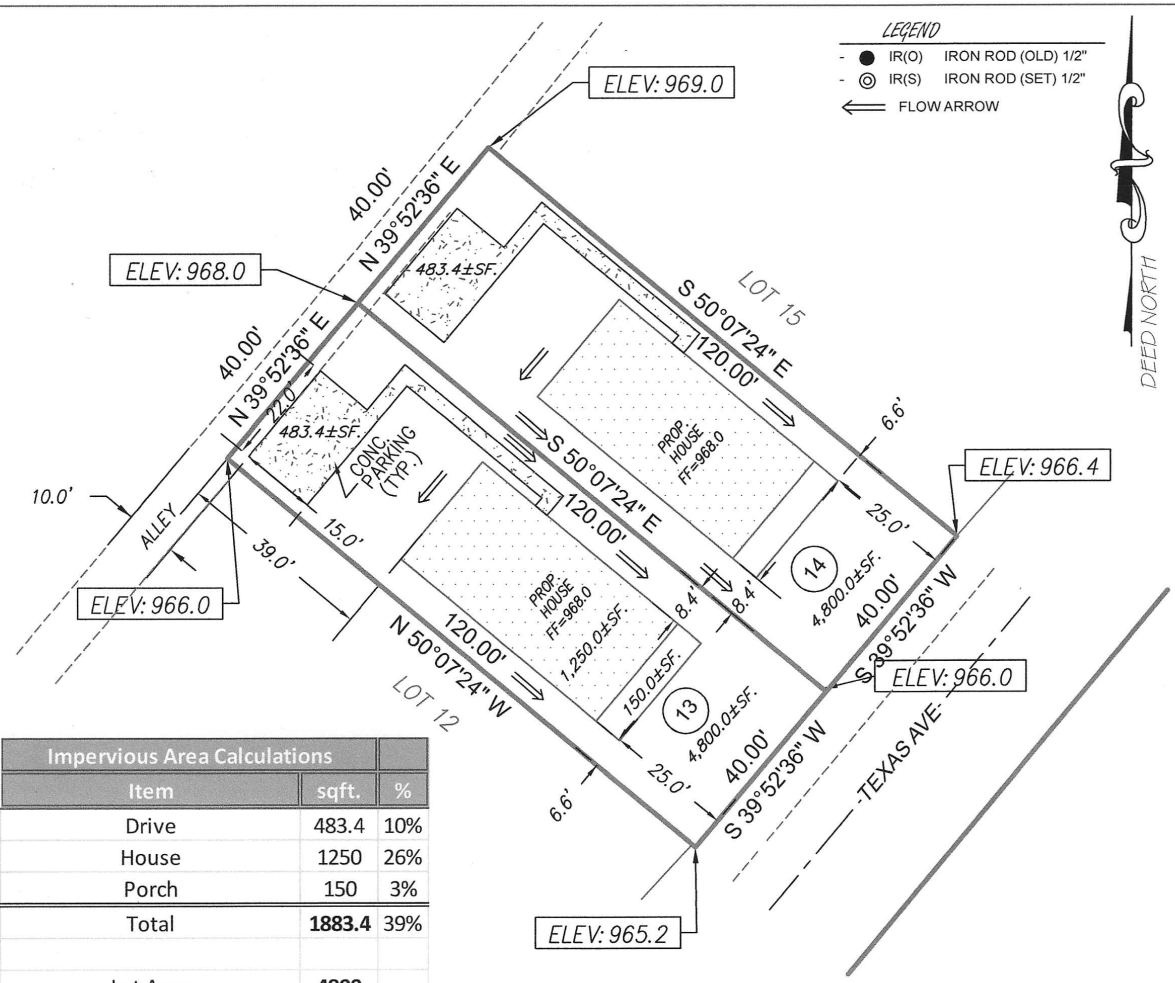 LEGEND
IR(O) IRON ROD (OLD) 1/2"
IR(S) IRON ROD (SET) 1/2"
FLOW ARROW
DEED NORTH
ELEV: 969.0
40.00'
N 39°52'36" E
ELEV: 968.0
483.4±SF.
LOT 15
S 50°07'24" E
120.00'
40.00'
N 39°52'36" E
22.0'
483.4±SF.
CONC.
PARKING
(TYP.)
PROP.
HOUSE
FF=968.0
6.6'
ELEV: 966.4
S 50°07'24" E
120.00'
10.0'
ALLEY
15.0'
39.0'
25.0'
14
4,800.0±SF.
40.00'
S 39°52'36" W
ELEV: 966.0
PROP.
HOUSE
FF=968.0
1,250.0±SF
8.4'
8.4'
120.00'
N 50°07'24" W
LOT 12
150.0±SF.
13
4,800.0±SF.
ELEV: 966.0
40.00'
S 39°52'36" W
TEXAS AVE
25.0'
6.6'
ELEV: 965.2
Impervious Area Calculations
Item sqft. %
Drive 483.4 10%
House 1250 26%
Porch 150 3%
Total 1883.4 39%